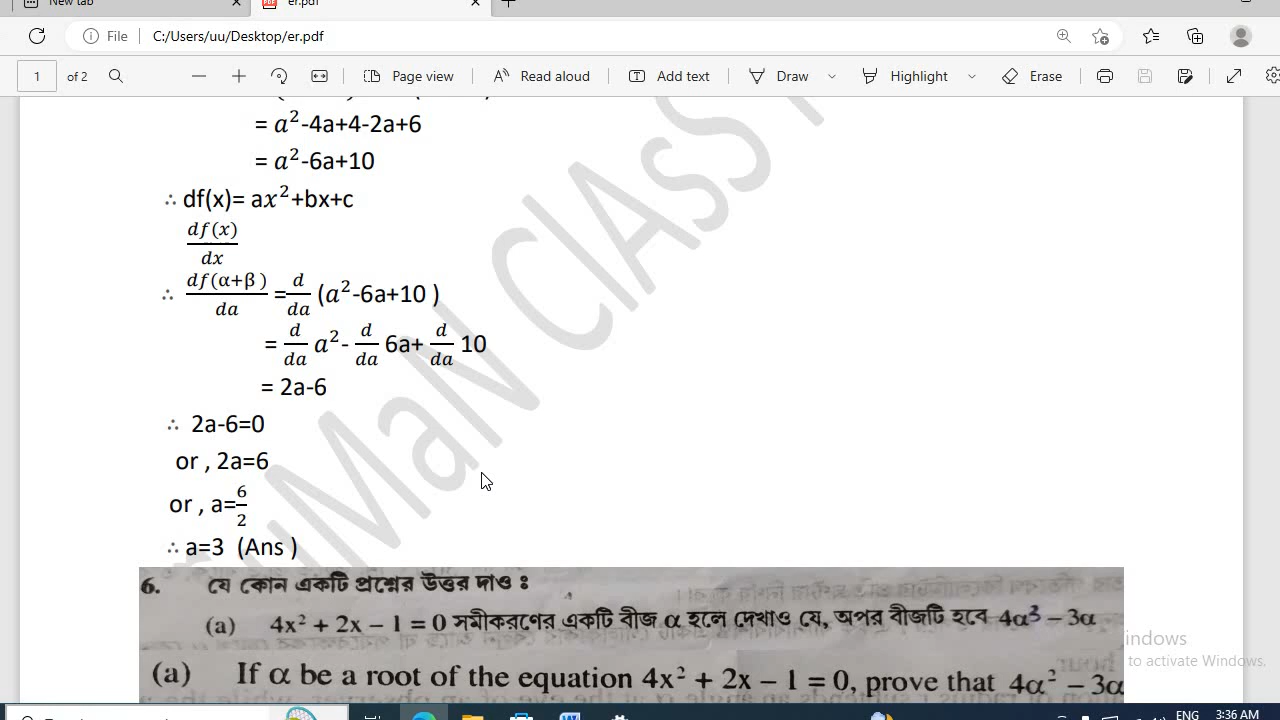 New tab
er.pdf
File C:/Users/uu/Desktop/er.pdf
1 of 2 Page view Read aloud Add text Draw Highlight Erase
= a²-4a+4-2a+6
= a²-6a+10
∴ df(x)= ax²+bx+c
df(x)/dx
∴ df(α+β )/da =d/da (a²-6a+10 )
= d/da a²- d/da 6a+ d/da 10
= 2a-6
∴ 2a-6=0
or , 2a=6
or , a=6/2
∴ a=3 (Ans )
6. যে কোন একটি প্রশ্নের উত্তর দাও :
(a) 4x² + 2x – 1 = 0 সমীকরণের একটি বীজ α হলে দেখাও যে, অপর বীজটি হবে 4α³ – 3α
(a) If α be a root of the equation 4x² + 2x – 1 = 0, prove that 4α² – 3α
indows
to activate Windows.
ENG 3:36 AM